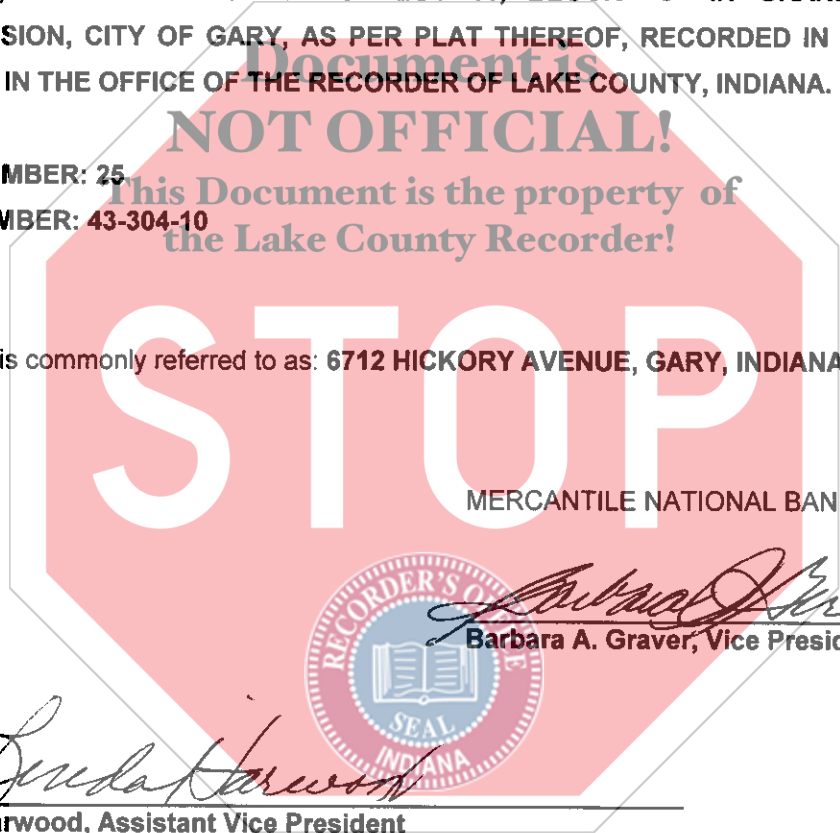 SION, CITY OF GARY, AS PER PLAT THEREOF, RECORDED IN
IN THE OFFICE OF THE RECORDER OF LAKE COUNTY, INDIANA.
Document is
NOT OFFICIAL!
This Document is the property of
the Lake County Recorder!
MBER: 25
MBER: 43-304-10
STOP
is commonly referred to as: 6712 HICKORY AVENUE, GARY, INDIANA
MERCANTILE NATIONAL BAN
Barbara A. Graver, Vice Presid
RECORDER'S OFFICE
SEAL
INDIANA
rwood, Assistant Vice President